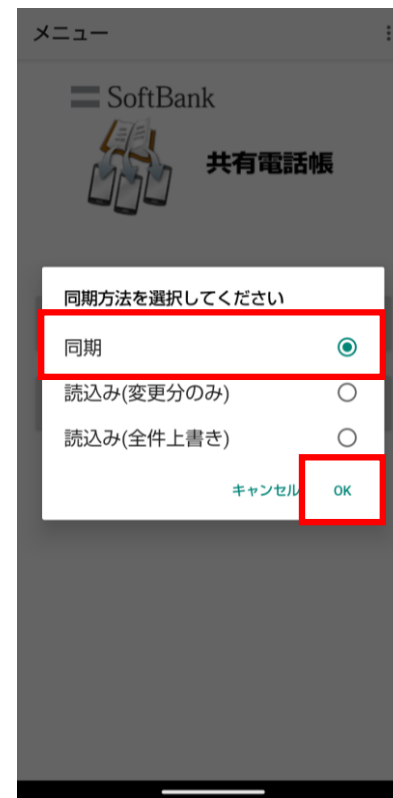 メニュー
SoftBank
共有電話帳
同期方法を選択してください
同期
読込み(変更分のみ)
読込み(全件上書き)
キャンセル OK